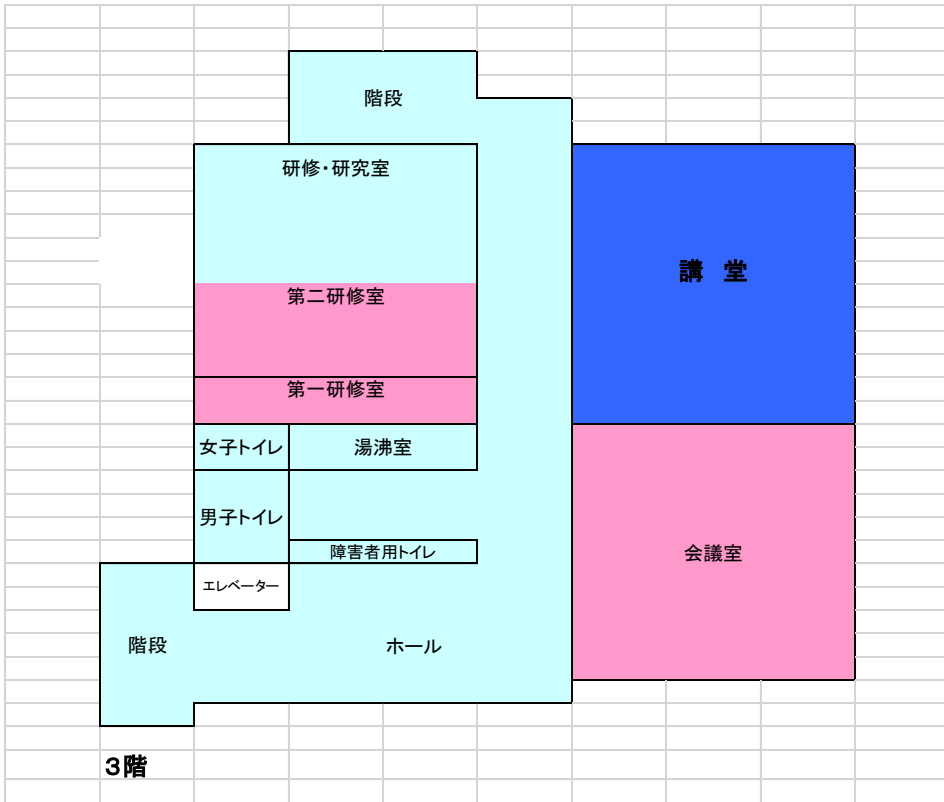 階段
研修・研究室
講　堂
第二研修室
第一研修室
女子トイレ
湯沸室
男子トイレ
障害者用トイレ
会議室
エレベーター
階段
ホール
３階